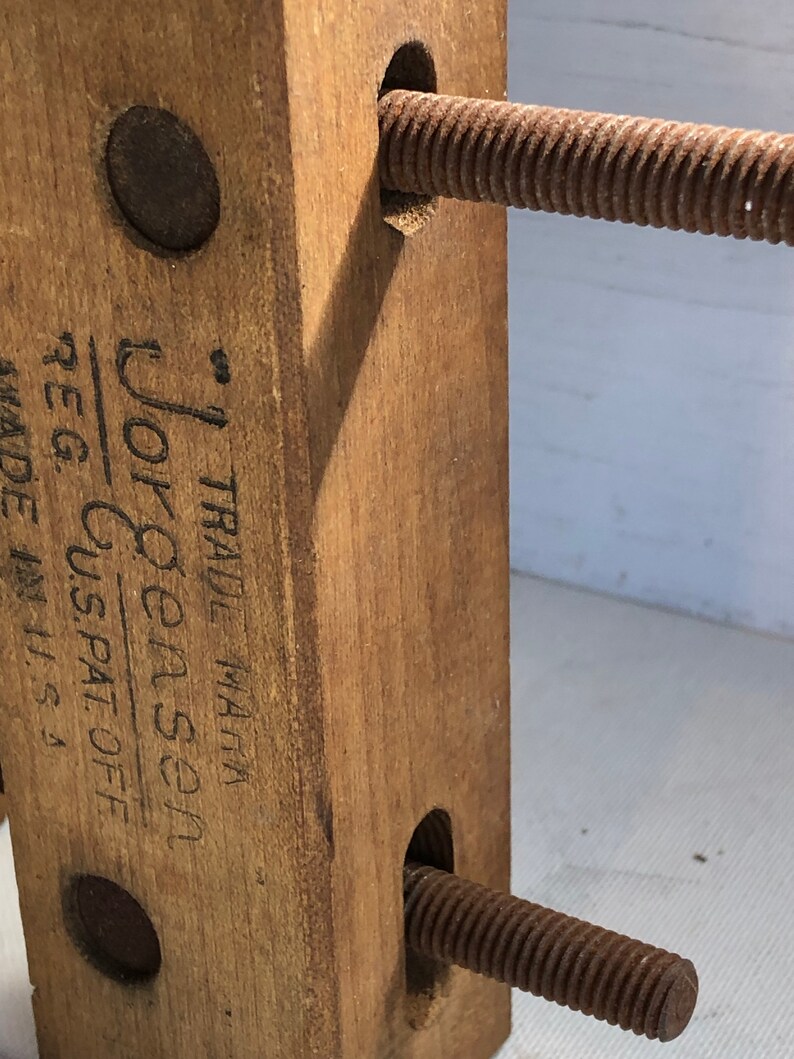 TRADE MARK
"Jorgensen"
REG. U.S. PAT. OFF.
MADE IN U.S.A